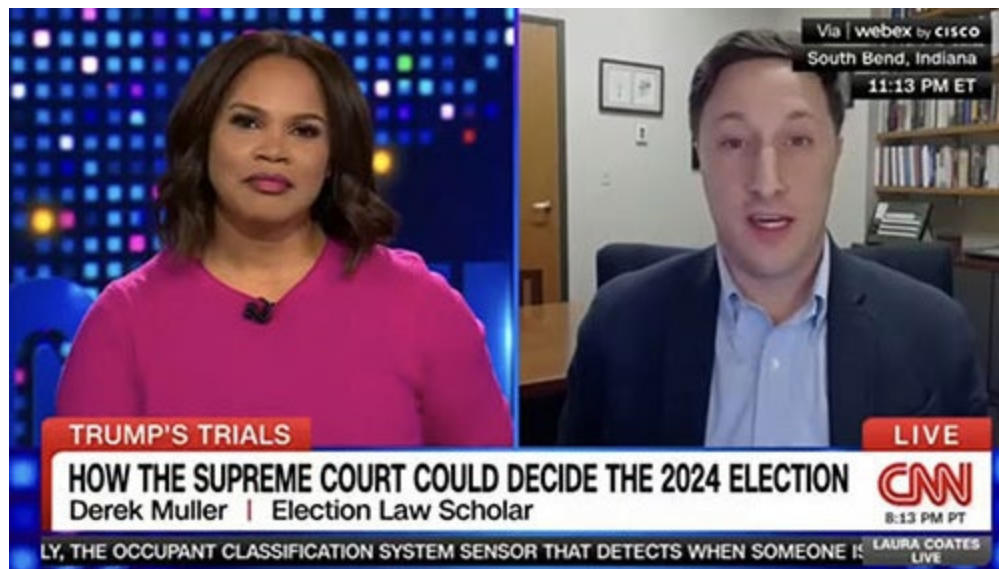 Via | webex by CISCO
South Bend, Indiana
11:13 PM ET
TRUMP'S TRIALS
LIVE
HOW THE SUPREME COURT COULD DECIDE THE 2024 ELECTION
Derek Muller | Election Law Scholar
CNN
8:13 PM PT
LY, THE OCCUPANT CLASSIFICATION SYSTEM SENSOR THAT DETECTS WHEN SOMEONE IS
LAURA COATES
LIVE